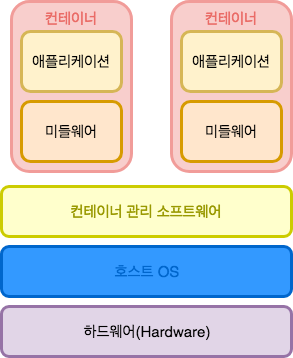 컨테이너 컨테이너
애플리케이션 애플리케이션
미들웨어 미들웨어
컨테이너 관리 소프트웨어
호스트 OS
하드웨어(Hardware)